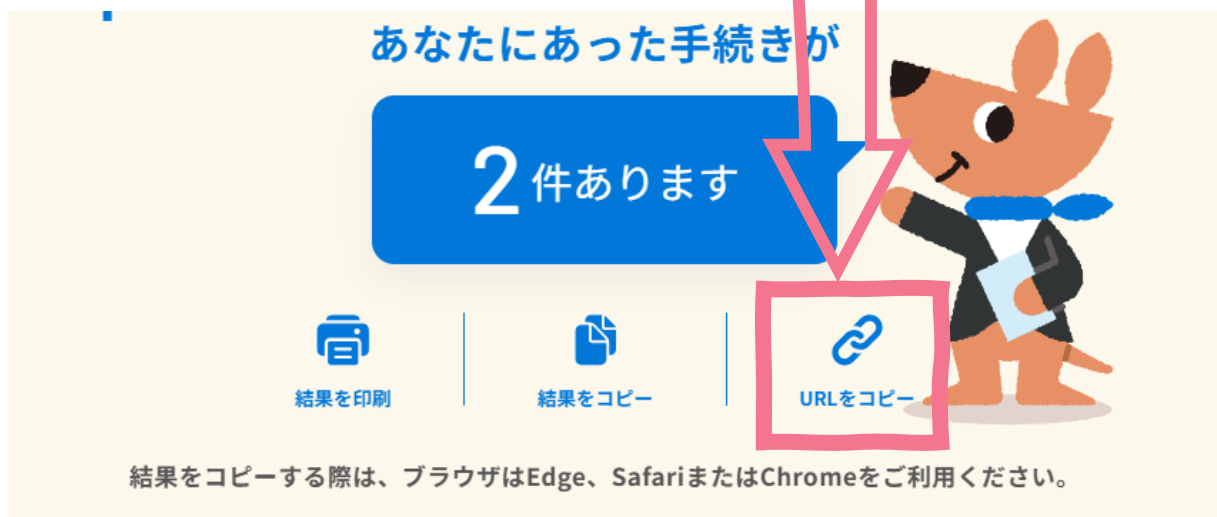 あなたにあった手続きが
2件あります
結果を印刷
結果をコピー
URLをコピー
結果をコピーする際は、ブラウザはEdge、SafariまたはChromeをご利用ください。